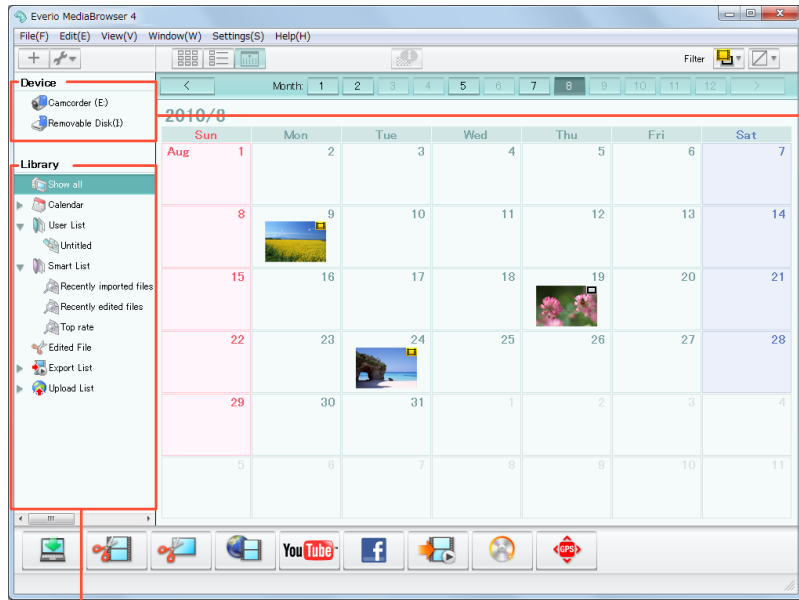 Everio MediaBrowser 4
File(F) Edit(E) View(V) Window(W) Settings(S) Help(H)
Filter
Device
Camcorder (E:)
Removable Disk(I)
Library
Show all
Calendar
User List
Untitled
Smart List
Recently imported files
Recently edited files
Top rate
Edited File
Export List
Upload List
< Month: 1 2 3 4 5 6 7 8 9 10 11 12 >
2010/8
Sun Mon Tue Wed Thu Fri Sat
Aug 1 2 3 4 5 6 7
8 9 10 11 12 13 14
15 16 17 18 19 20 21
22 23 24 25 26 27 28
29 30 31 1 2 3 4
5 6 7 8 9 10 11
YouTube
f
GPS